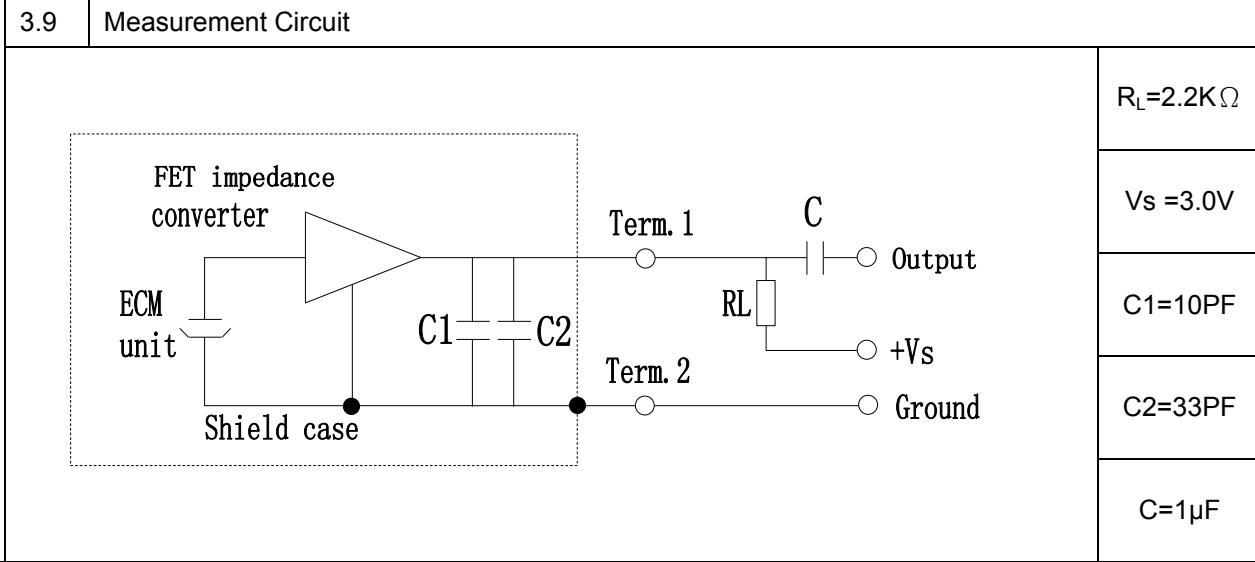 3.9 Measurement Circuit
FET impedance
converter
ECM
unit
Shield case
C1
C2
Term.1
Term.2
C
RL
Output
+Vs
Ground
RL=2.2KΩ
Vs =3.0V
C1=10PF
C2=33PF
C=1µF